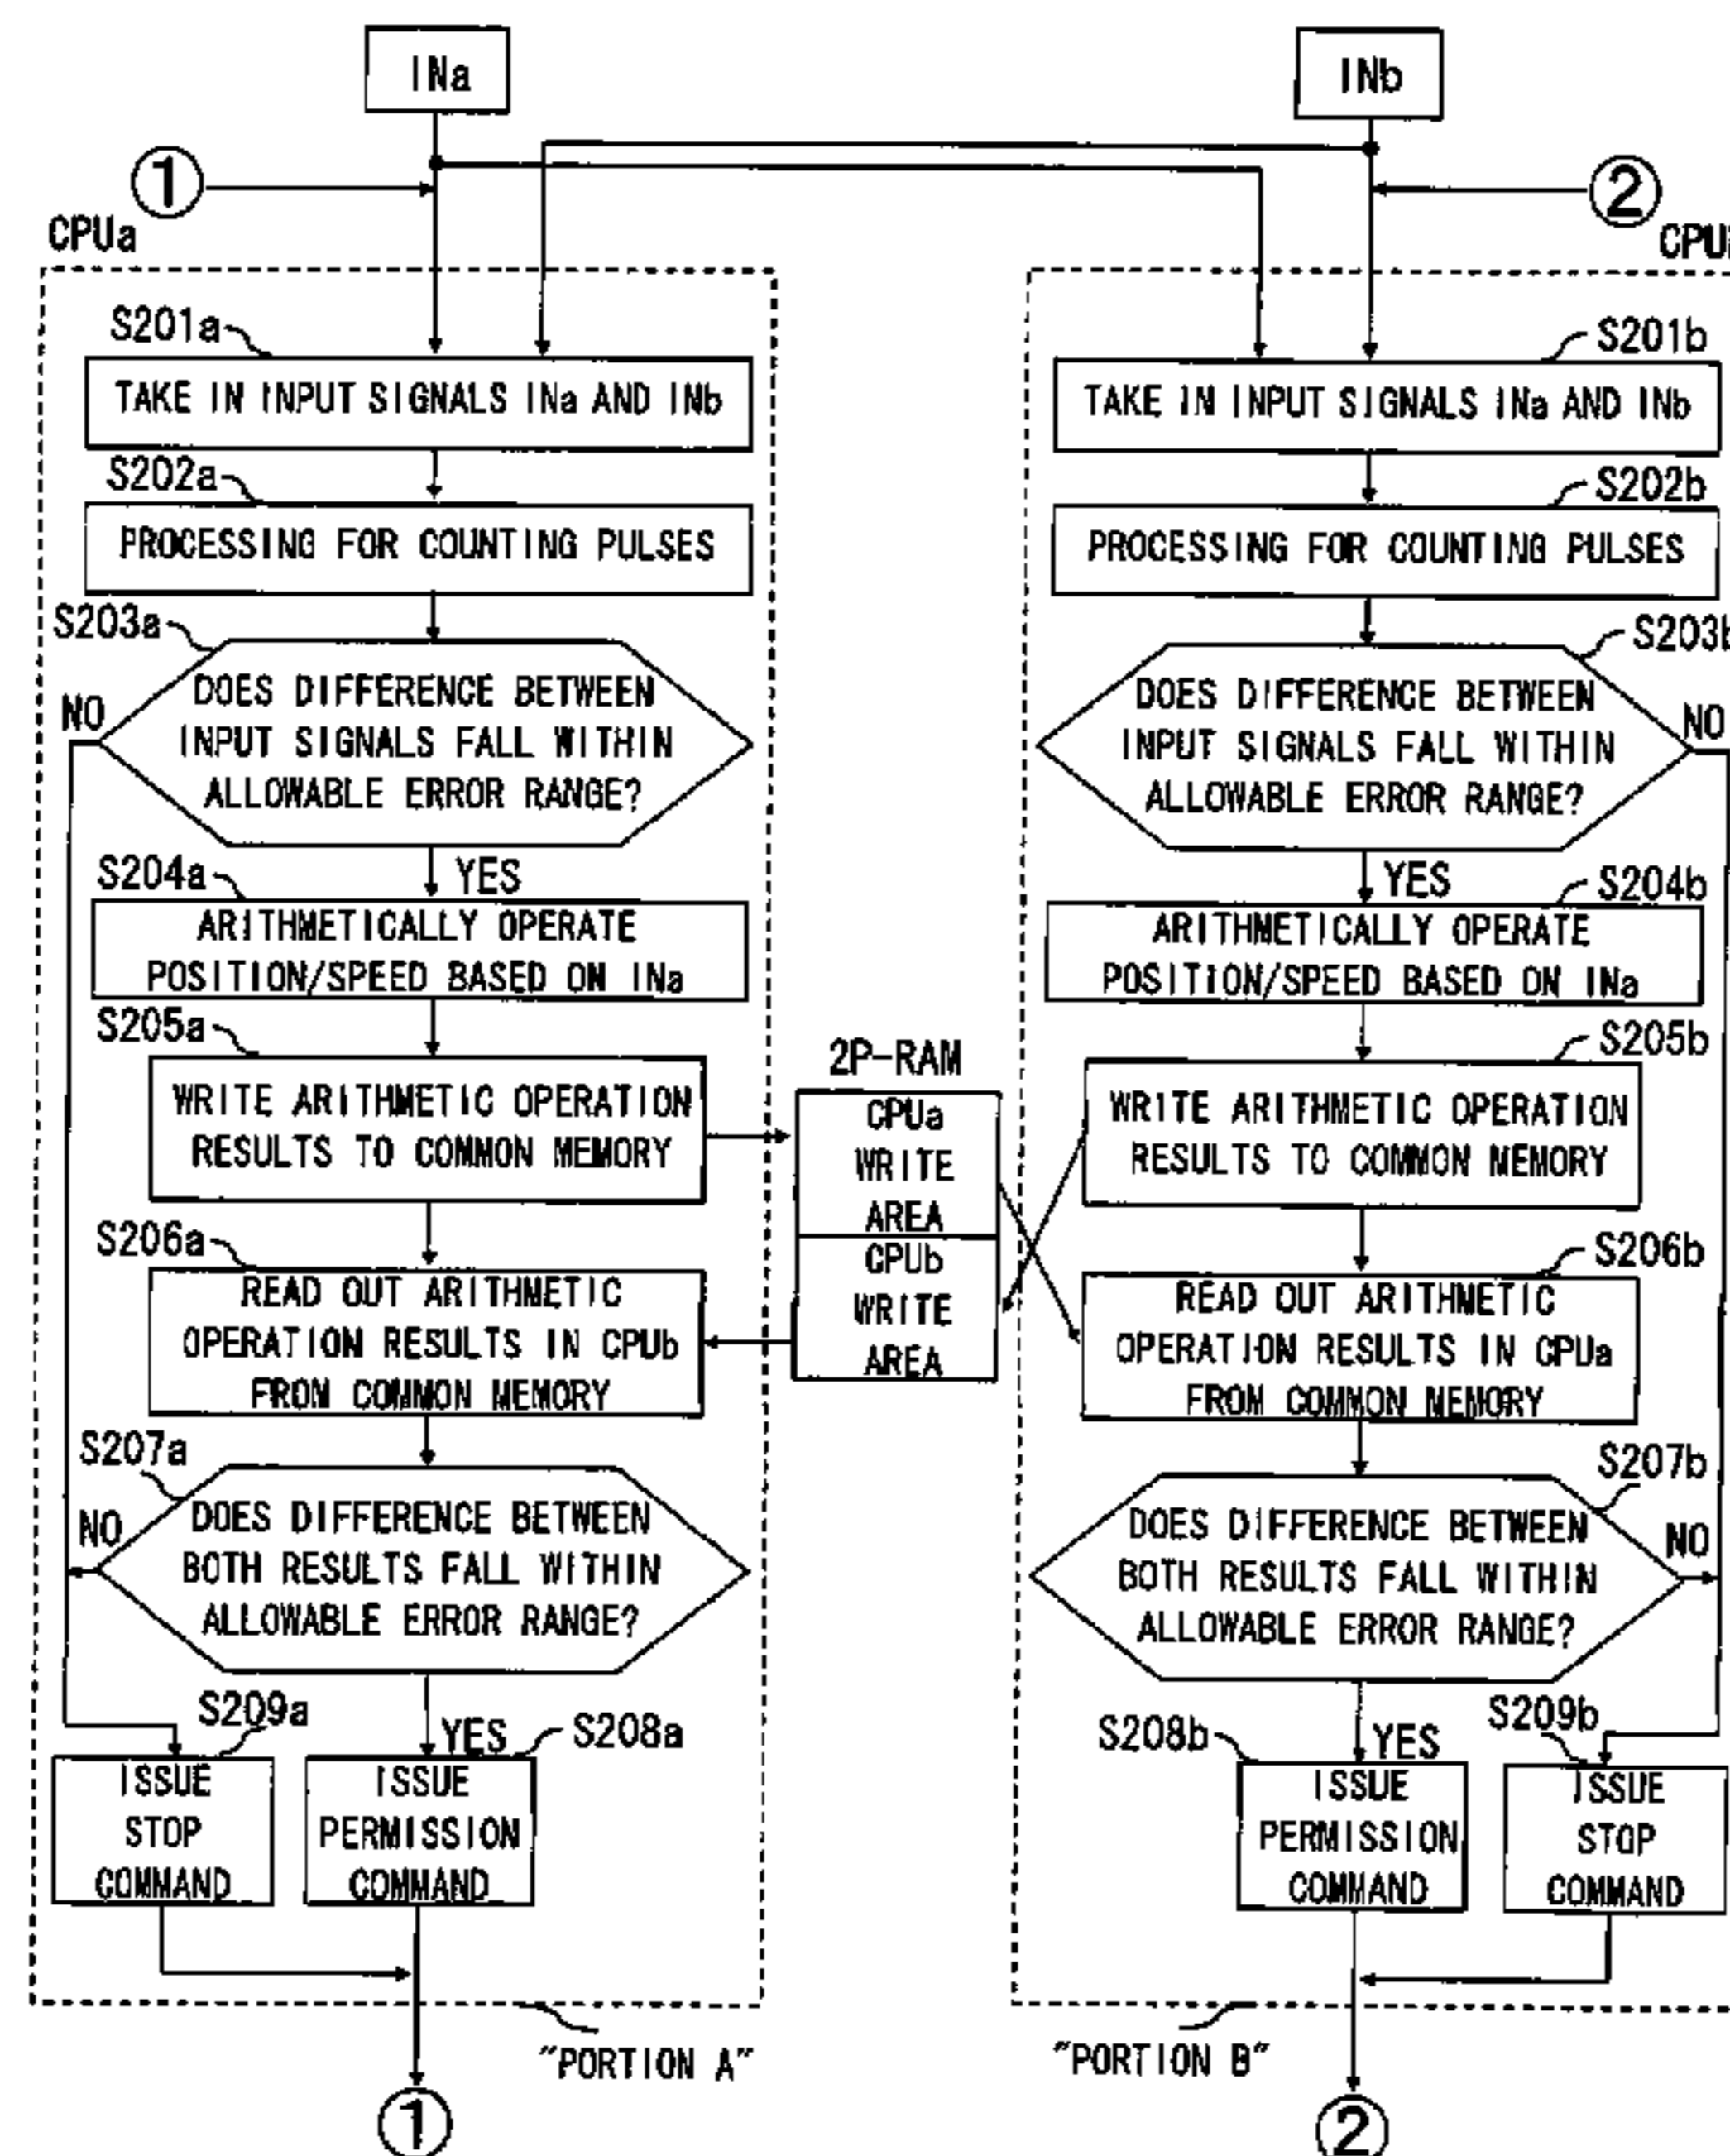 INa
INb
①
②
CPUa
CPU
S201a
TAKE IN INPUT SIGNALS INa AND INb
S202a
PROCESSING FOR COUNTING PULSES
S203a
DOES DIFFERENCE BETWEEN
INPUT SIGNALS FALL WITHIN
ALLOWABLE ERROR RANGE?
NO
YES
S204a
ARITHMETICALLY OPERATE
POSITION/SPEED BASED ON INa
S205a
WRITE ARITHMETIC OPERATION
RESULTS TO COMMON MEMORY
S206a
READ OUT ARITHMETIC
OPERATION RESULTS IN CPUb
FROM COMMON MEMORY
S207a
DOES DIFFERENCE BETWEEN
BOTH RESULTS FALL WITHIN
ALLOWABLE ERROR RANGE?
NO
YES
S209a
ISSUE
STOP
COMMAND
S208a
ISSUE
PERMISSION
COMMAND
"PORTION A"
①
2P-RAM
CPUa
WRITE
AREA
CPUb
WRITE
AREA
S201b
TAKE IN INPUT SIGNALS INa AND INb
S202b
PROCESSING FOR COUNTING PULSES
S203b
DOES DIFFERENCE BETWEEN
INPUT SIGNALS FALL WITHIN
ALLOWABLE ERROR RANGE?
NO
YES
S204b
ARITHMETICALLY OPERATE
POSITION/SPEED BASED ON INa
S205b
WRITE ARITHMETIC OPERATION
RESULTS TO COMMON MEMORY
S206b
READ OUT ARITHMETIC
OPERATION RESULTS IN CPUa
FROM COMMON MEMORY
S207b
DOES DIFFERENCE BETWEEN
BOTH RESULTS FALL WITHIN
ALLOWABLE ERROR RANGE?
NO
YES
S208b
ISSUE
PERMISSION
COMMAND
S209b
ISSUE
STOP
COMMAND
"PORTION B"
②